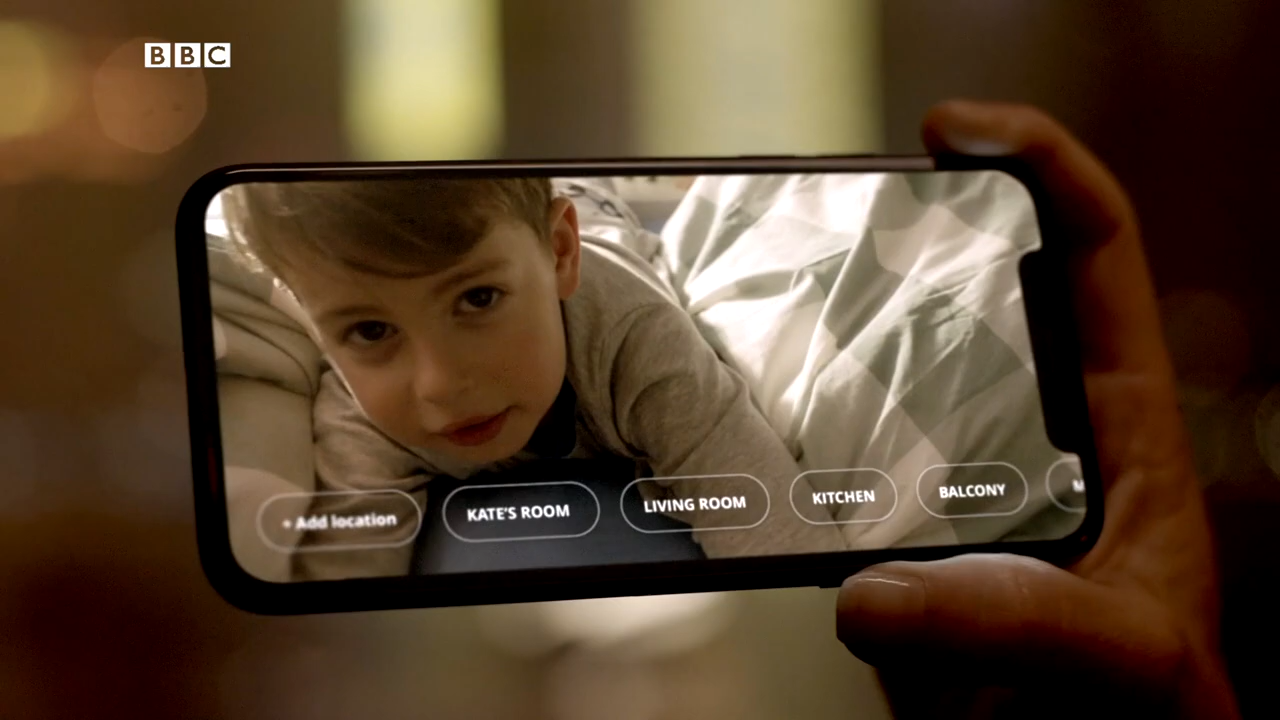 BBC
+ Add location
KATE'S ROOM
LIVING ROOM
KITCHEN
BALCONY